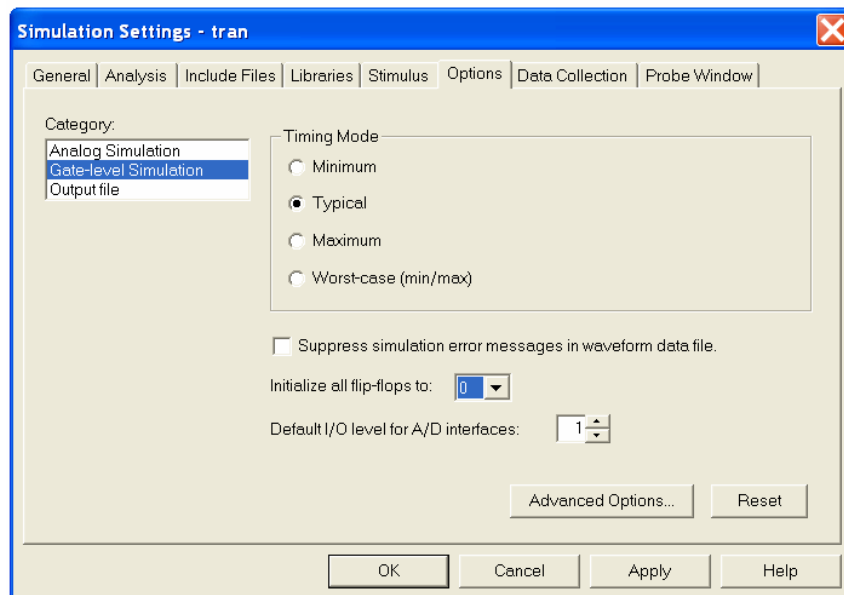 Simulation Settings - tran
General Analysis Include Files Libraries Stimulus Options Data Collection Probe Window
Category:
Analog Simulation
Gate-level Simulation
Output file
Timing Mode
Minimum
Typical
Maximum
Worst-case (min/max)
Suppress simulation error messages in waveform data file.
Initialize all flip-flops to: 0
Default I/O level for A/D interfaces: 1
Advanced Options... Reset
OK Cancel Apply Help